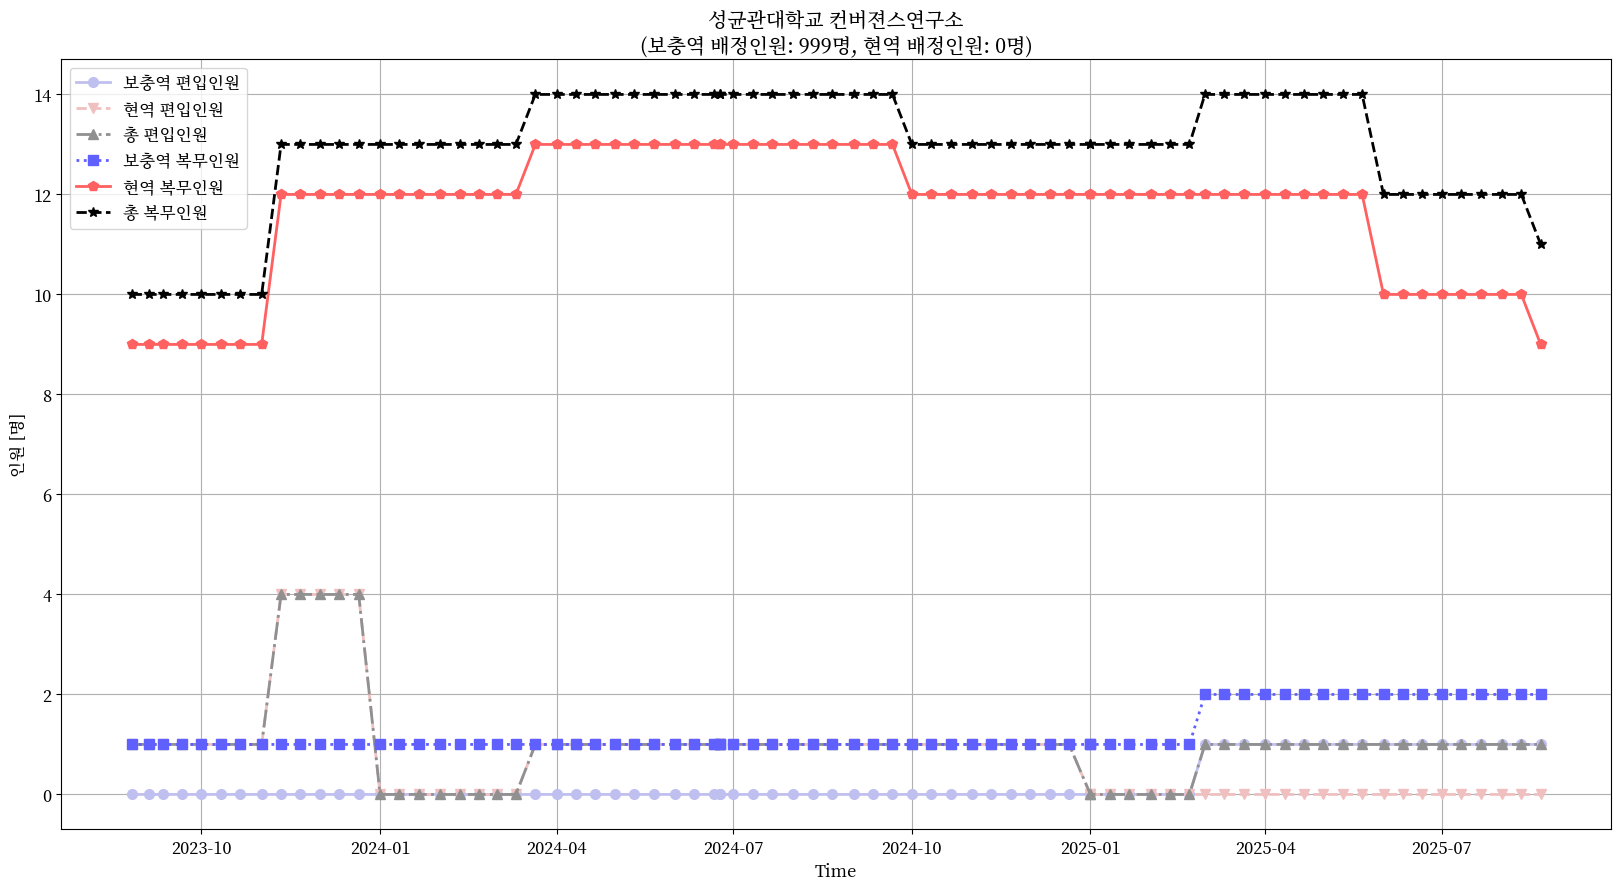 성균관대학교 컨버젼스연구소
(보충역 배정인원: 999명, 현역 배정인원: 0명)
보충역 편입인원
현역 편입인원
총 편입인원
보충역 복무인원
현역 복무인원
총 복무인원
14
12
10
8
6
4
2
0
인원 [명]
2023-10
2024-01
2024-04
2024-07
2024-10
2025-01
2025-04
2025-07
Time